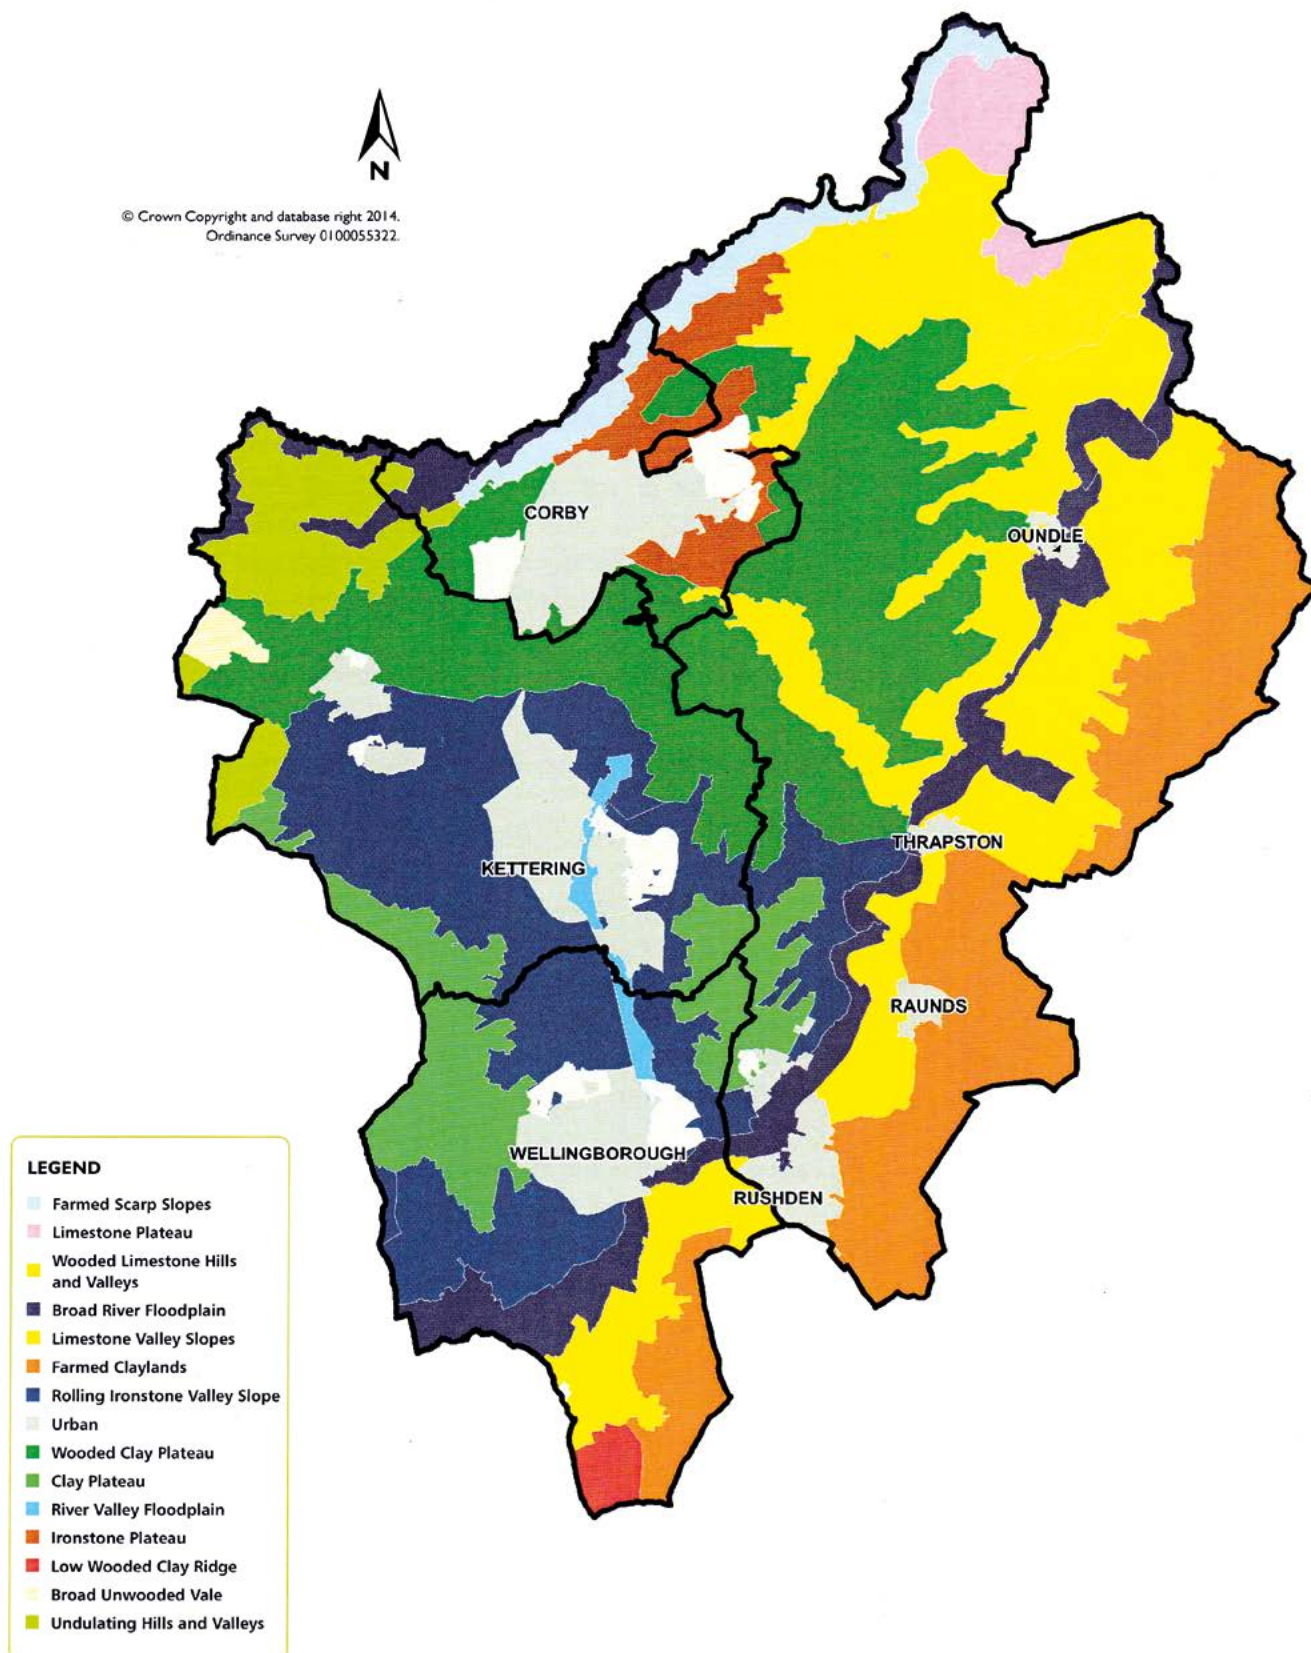 N
© Crown Copyright and database right 2014.
Ordinance Survey 0100055322.
CORBY
OUNDLE
THRAPSTON
KETTERING
RAUNDS
WELLINGBOROUGH
RUSHDEN
LEGEND
Farmed Scarp Slopes
Limestone Plateau
Wooded Limestone Hills
and Valleys
Broad River Floodplain
Limestone Valley Slopes
Farmed Claylands
Rolling Ironstone Valley Slope
Urban
Wooded Clay Plateau
Clay Plateau
River Valley Floodplain
Ironstone Plateau
Low Wooded Clay Ridge
Broad Unwooded Vale
Undulating Hills and Valleys